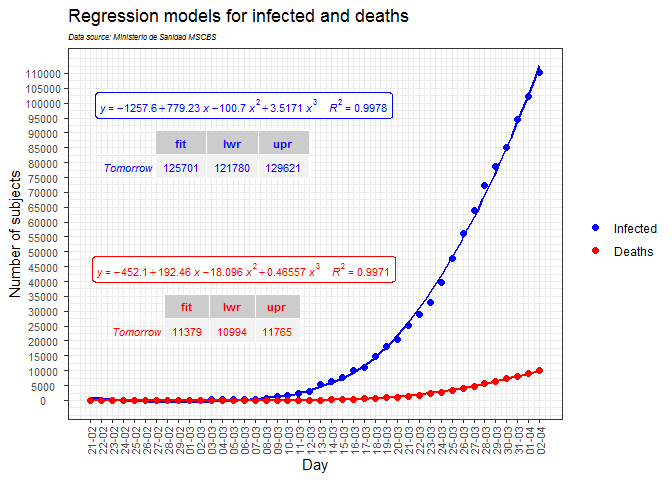 Regression models for infected and deaths
Data source: Ministerio de Sanidad MSCBS
Number of subjects
110000
105000
100000
95000
90000
85000
80000
75000
70000
65000
60000
55000
50000
45000
40000
35000
30000
25000
20000
15000
10000
5000
0
y = −1257.6 + 779.23 x − 100.7 x² + 3.5171 x³ R² = 0.9978
fit lwr upr
Tomorrow 125701 121780 129621
y = −452.1 + 192.46 x − 18.096 x² + 0.46557 x³ R² = 0.9971
fit lwr upr
Tomorrow 11379 10994 11765
Infected
Deaths
21-02 22-02 23-02 24-02 25-02 26-02 27-02 28-02 29-02 01-03 02-03 03-03 04-03 05-03 06-03 07-03 08-03 09-03 10-03 11-03 12-03 13-03 14-03 15-03 16-03 17-03 18-03 19-03 20-03 21-03 22-03 23-03 24-03 25-03 26-03 27-03 28-03 29-03 30-03 31-03 01-04 02-04
Day